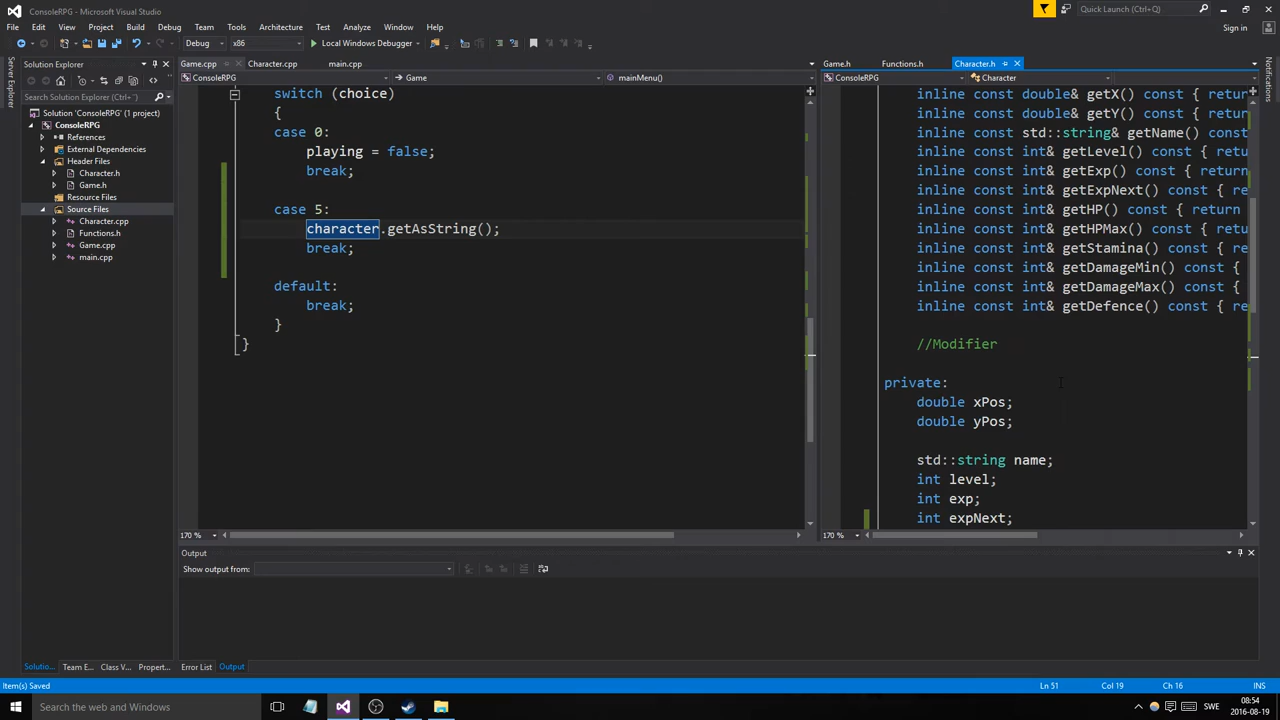 ConsoleRPG - Microsoft Visual Studio
Quick Launch (Ctrl+Q)
File Edit View Project Build Debug Team Tools Test Analyze Window Help
Sign in
Debug x86 Local Windows Debugger
Server Explorer
Solution Explorer
Search Solution Explorer (Ctrl+
Solution 'ConsoleRPG' (1 project)
ConsoleRPG
References
External Dependencies
Header Files
Character.h
Game.h
Resource Files
Source Files
Character.cpp
Functions.h
Game.cpp
main.cpp
Game.cpp Character.cpp main.cpp
ConsoleRPG Game mainMenu()
switch (choice)
{
case 0:
playing = false;
break;
case 5:
character.getAsString();
break;
default:
break;
}
}
170 %
Game.h Functions.h Character.h
ConsoleRPG Character
inline const double& getX() const { return
inline const double& getY() const { return
inline const std::string& getName() const
inline const int& getLevel() const { retu
inline const int& getExp() const { return
inline const int& getExpNext() const { re
inline const int& getHP() const { return
inline const int& getHPMax() const { retu
inline const int& getStamina() const { re
inline const int& getDamageMin() const {
inline const int& getDamageMax() const {
inline const int& getDefence() const { re
//Modifier
private:
double xPos;
double yPos;
std::string name;
int level;
int exp;
int expNext;
170 %
Notifications
Output
Show output from:
Solutio... Team E... Class V... Propert...
Error List Output
Item(s) Saved Ln 51 Col 19 Ch 16 INS
Search the web and Windows
SWE
08:54
2016-08-19